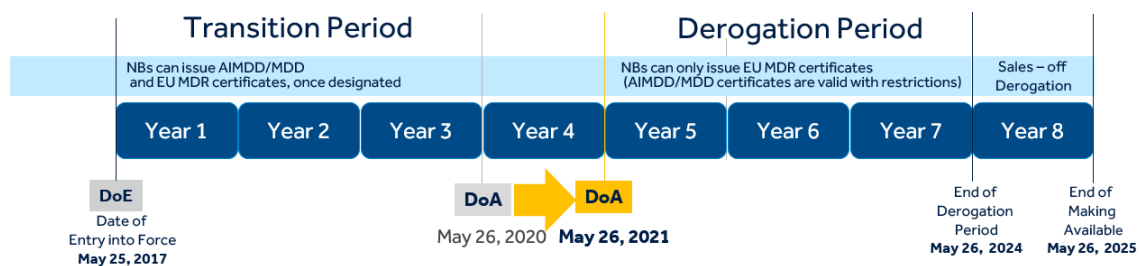 Transition Period
Derogation Period
NBs can issue AIMDD/MDD
and EU MDR certificates, once designated
NBs can only issue EU MDR certificates
(AIMDD/MDD certificates are valid with restrictions)
Sales – off
Derogation
Year 1
Year 2
Year 3
Year 4
Year 5
Year 6
Year 7
Year 8
DoE
Date of
Entry into Force
May 25, 2017
DoA
May 26, 2020
DoA
May 26, 2021
End of
Derogation
Period
May 26, 2024
End of
Making
Available
May 26, 2025